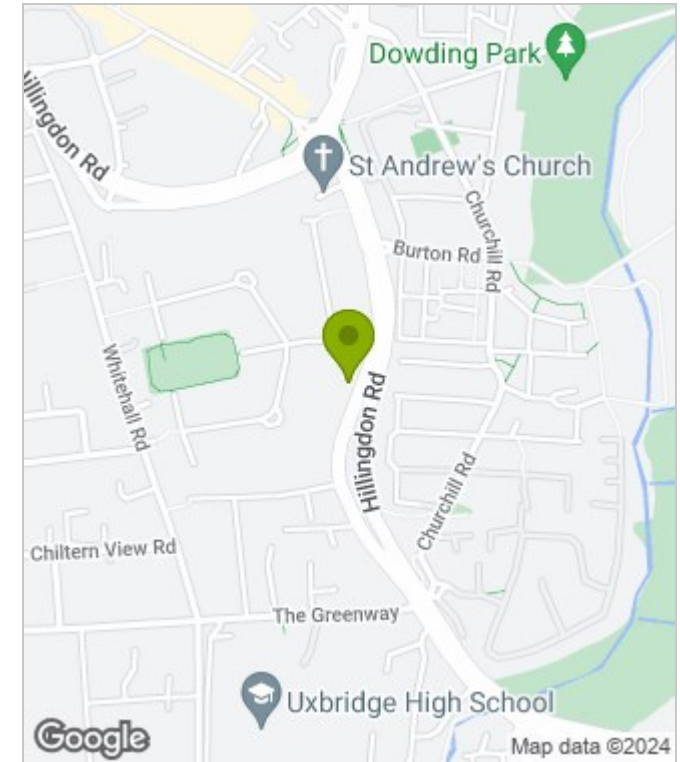 Dowding Park
Hillingdon Rd
St Andrew's Church
Churchill Rd
Burton Rd
Whitehall Rd
Hillingdon Rd
Churchill Rd
Chiltern View Rd
The Greenway
Uxbridge High School
Google
Map data ©2024